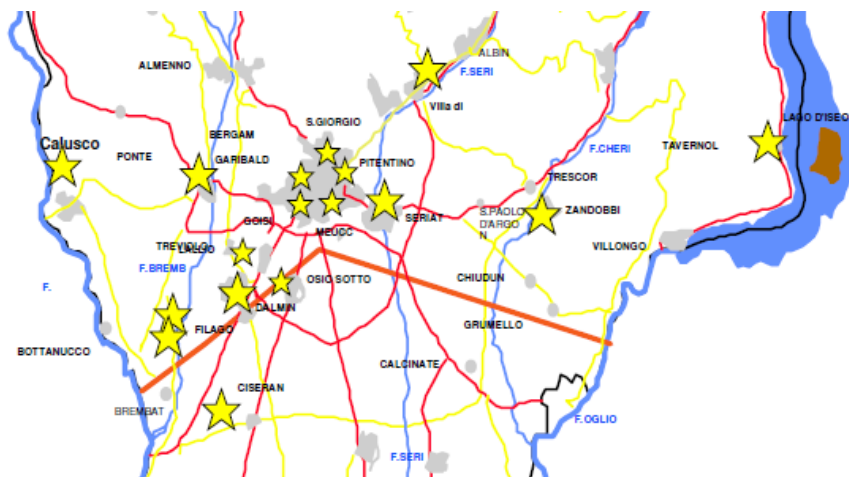 ALBIN
ALMENNO
F.SERI
Villa di
LAGO D'ISEO
S.GIORGIO
BERGAM
Calusco
F.CHERI
TAVERNOL
PONTE
GARIBALD
PITENTINO
TRESCOR
GOISI
SERIAT
S.PAOLO
D'ARGO
N
ZANDOBBI
MEUCC
TREVIOLO
LALLIO
VILLONGO
F.BREMB
OSIO SOTTO
CHIUDUN
F.
DALMIN
FILAGO
GRUMELLO
BOTTANUCCO
CALCINATE
CISERAN
BREMBAT
F.OGLIO
F.SERI